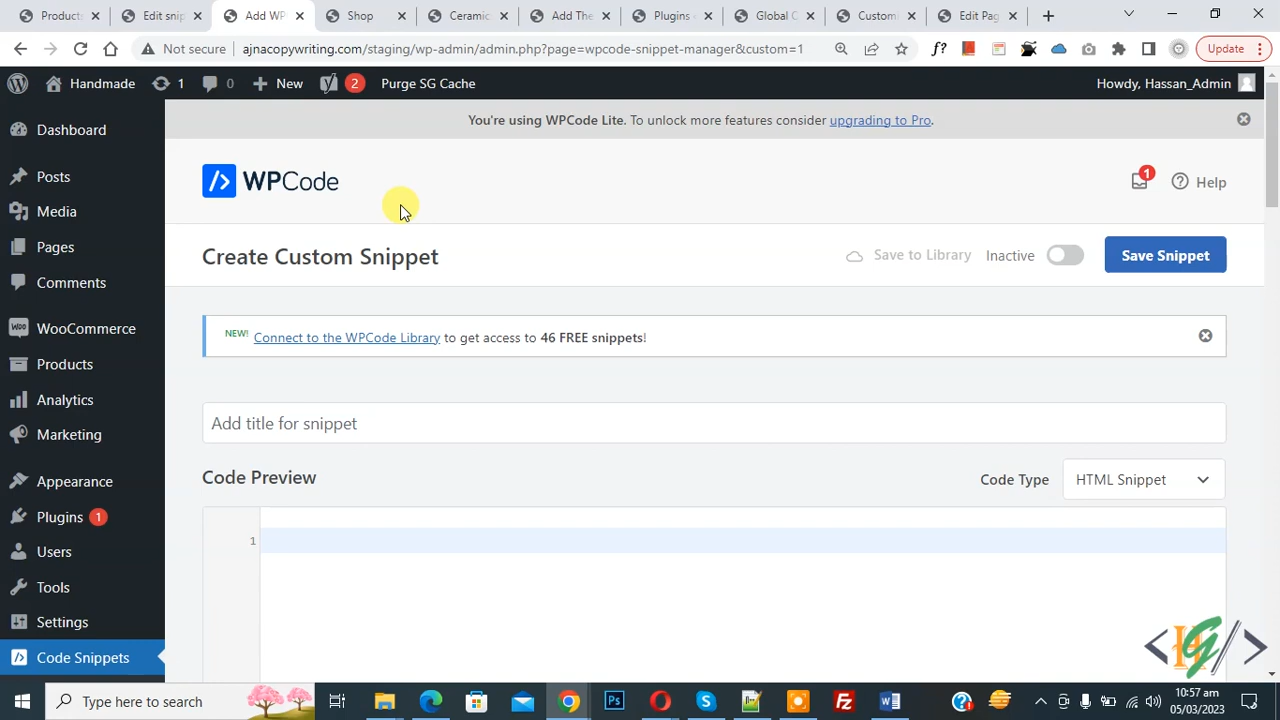 Products
Edit snip
Add WP
Shop
Ceramic
Add The
Plugins
Global C
Customi
Edit Pag
Not secure
ajnacopywriting.com/staging/wp-admin/admin.php?page=wpcode-snippet-manager&custom=1
f?
Update
Handmade
1
0
New
2
Purge SG Cache
Howdy, Hassan_Admin
You're using WPCode Lite. To unlock more features consider upgrading to Pro.
Dashboard
Posts
Media
Pages
Comments
WooCommerce
Products
Analytics
Marketing
Appearance
Plugins 1
Users
Tools
Settings
Code Snippets
WPCode
1
Help
Create Custom Snippet
Save to Library
Inactive
Save Snippet
NEW! Connect to the WPCode Library to get access to 46 FREE snippets!
Add title for snippet
Code Preview
Code Type
HTML Snippet
1
Type here to search
10:57 am
05/03/2023